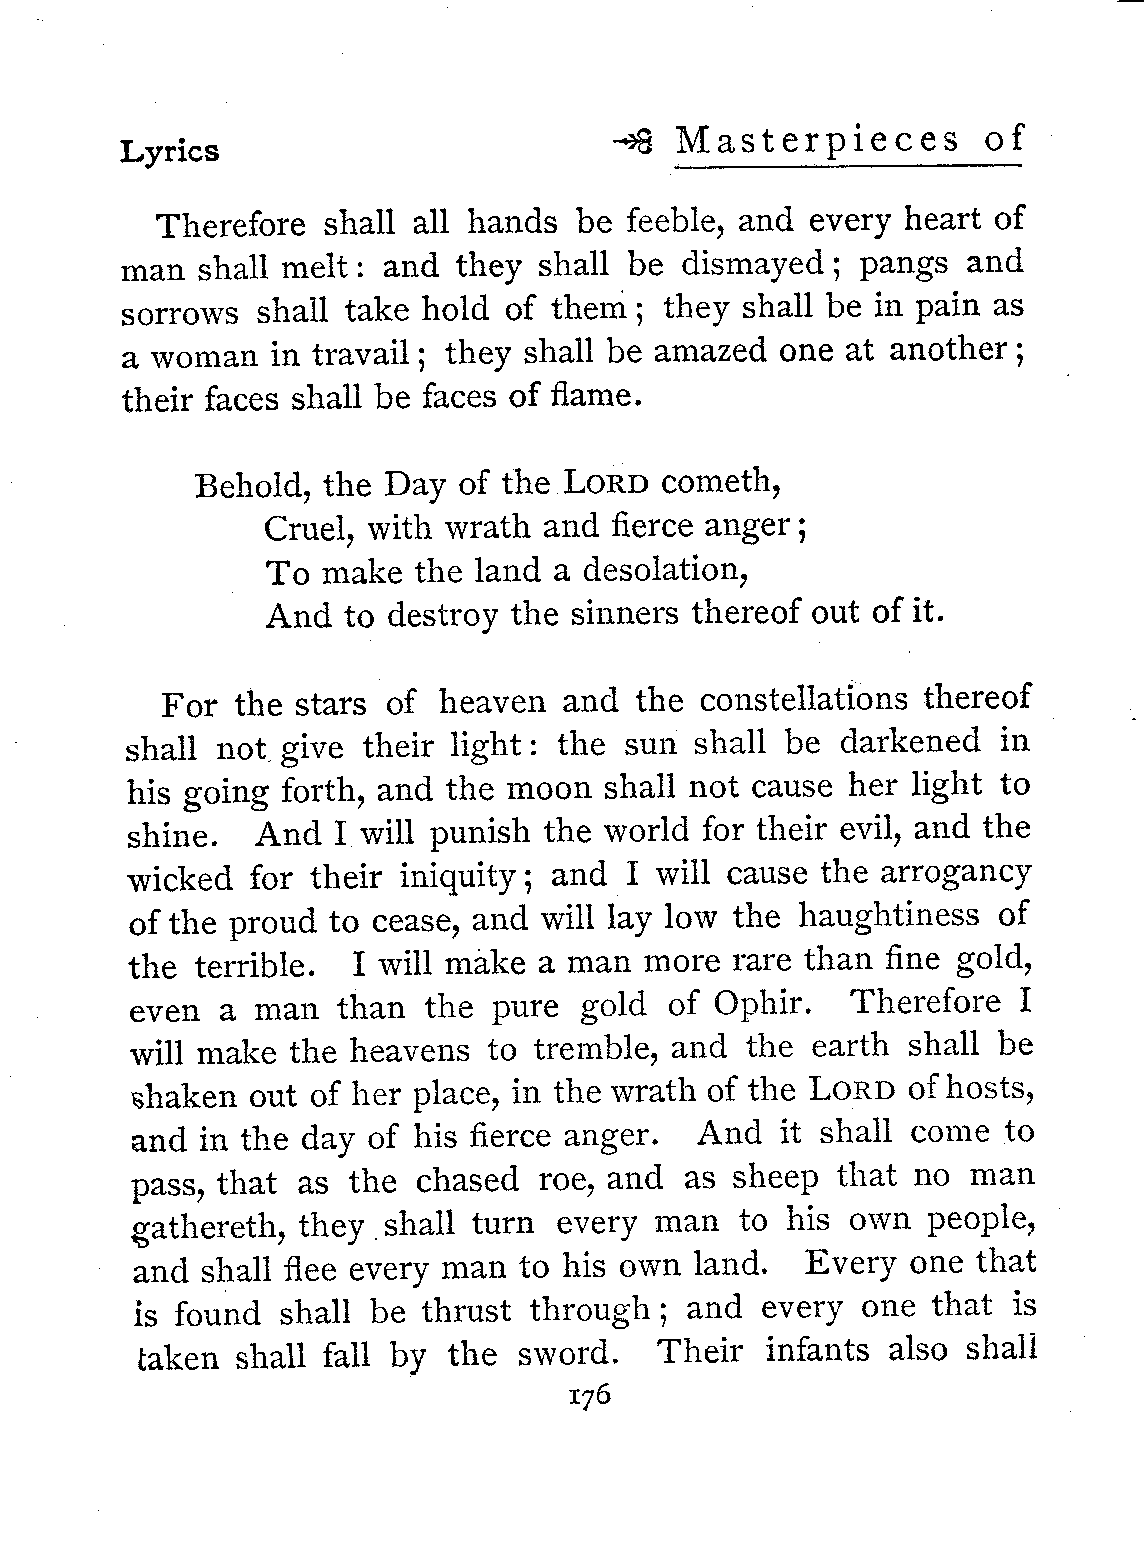 Lyrics Masterpieces of
Therefore shall all hands be feeble, and every heart of
man shall melt: and they shall be dismayed; pangs and
sorrows shall take hold of them; they shall be in pain as
a woman in travail; they shall be amazed one at another;
their faces shall be faces of flame.
Behold, the Day of the LORD cometh,
Cruel, with wrath and fierce anger;
To make the land a desolation,
And to destroy the sinners thereof out of it.
For the stars of heaven and the constellations thereof
shall not give their light: the sun shall be darkened in
his going forth, and the moon shall not cause her light to
shine. And I will punish the world for their evil, and the
wicked for their iniquity; and I will cause the arrogancy
of the proud to cease, and will lay low the haughtiness of
the terrible. I will make a man more rare than fine gold,
even a man than the pure gold of Ophir. Therefore I
will make the heavens to tremble, and the earth shall be
shaken out of her place, in the wrath of the LORD of hosts,
and in the day of his fierce anger. And it shall come to
pass, that as the chased roe, and as sheep that no man
gathereth, they shall turn every man to his own people,
and shall flee every man to his own land. Every one that
is found shall be thrust through; and every one that is
taken shall fall by the sword. Their infants also shall
176